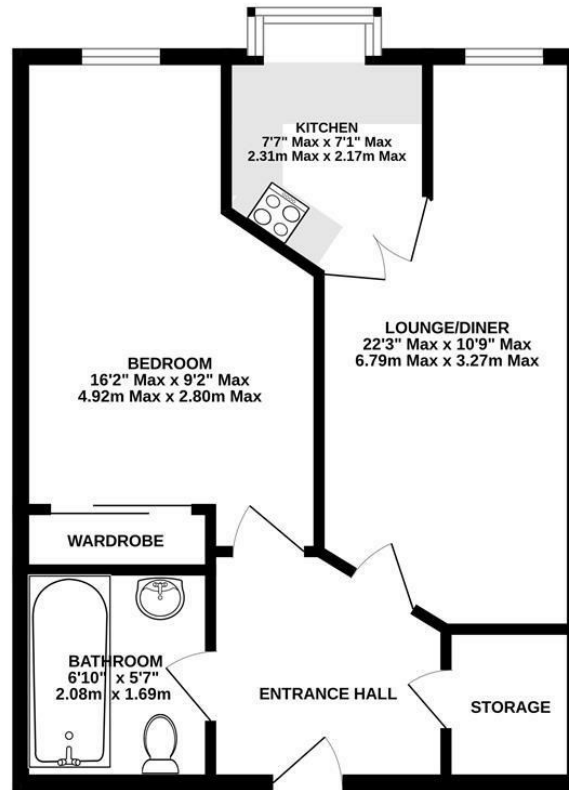 KITCHEN
7'7" Max x 7'1" Max
2.31m Max x 2.17m Max
LOUNGE/DINER
22'3" Max x 10'9" Max
6.79m Max x 3.27m Max
BEDROOM
16'2" Max x 9'2" Max
4.92m Max x 2.80m Max
WARDROBE
BATHROOM
6'10" x 5'7"
2.08m x 1.69m
ENTRANCE HALL
STORAGE